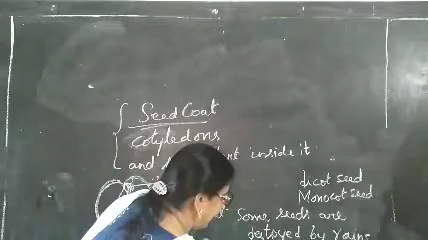 Seed Coat
cotyledons
and inside it
dicot seed
Monocot seed
Some seeds are
destroyed by rain-